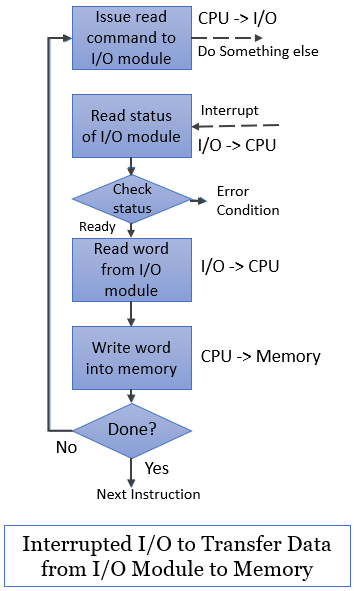 Issue read
command to
I/O module
CPU -> I/O
Do Something else
Read status
of I/O module
Interrupt
I/O -> CPU
Check
status
Error
Condition
Ready
Read word
from I/O
module
I/O -> CPU
Write word
into memory
CPU -> Memory
Done?
No
Yes
Next Instruction
Interrupted I/O to Transfer Data
from I/O Module to Memory